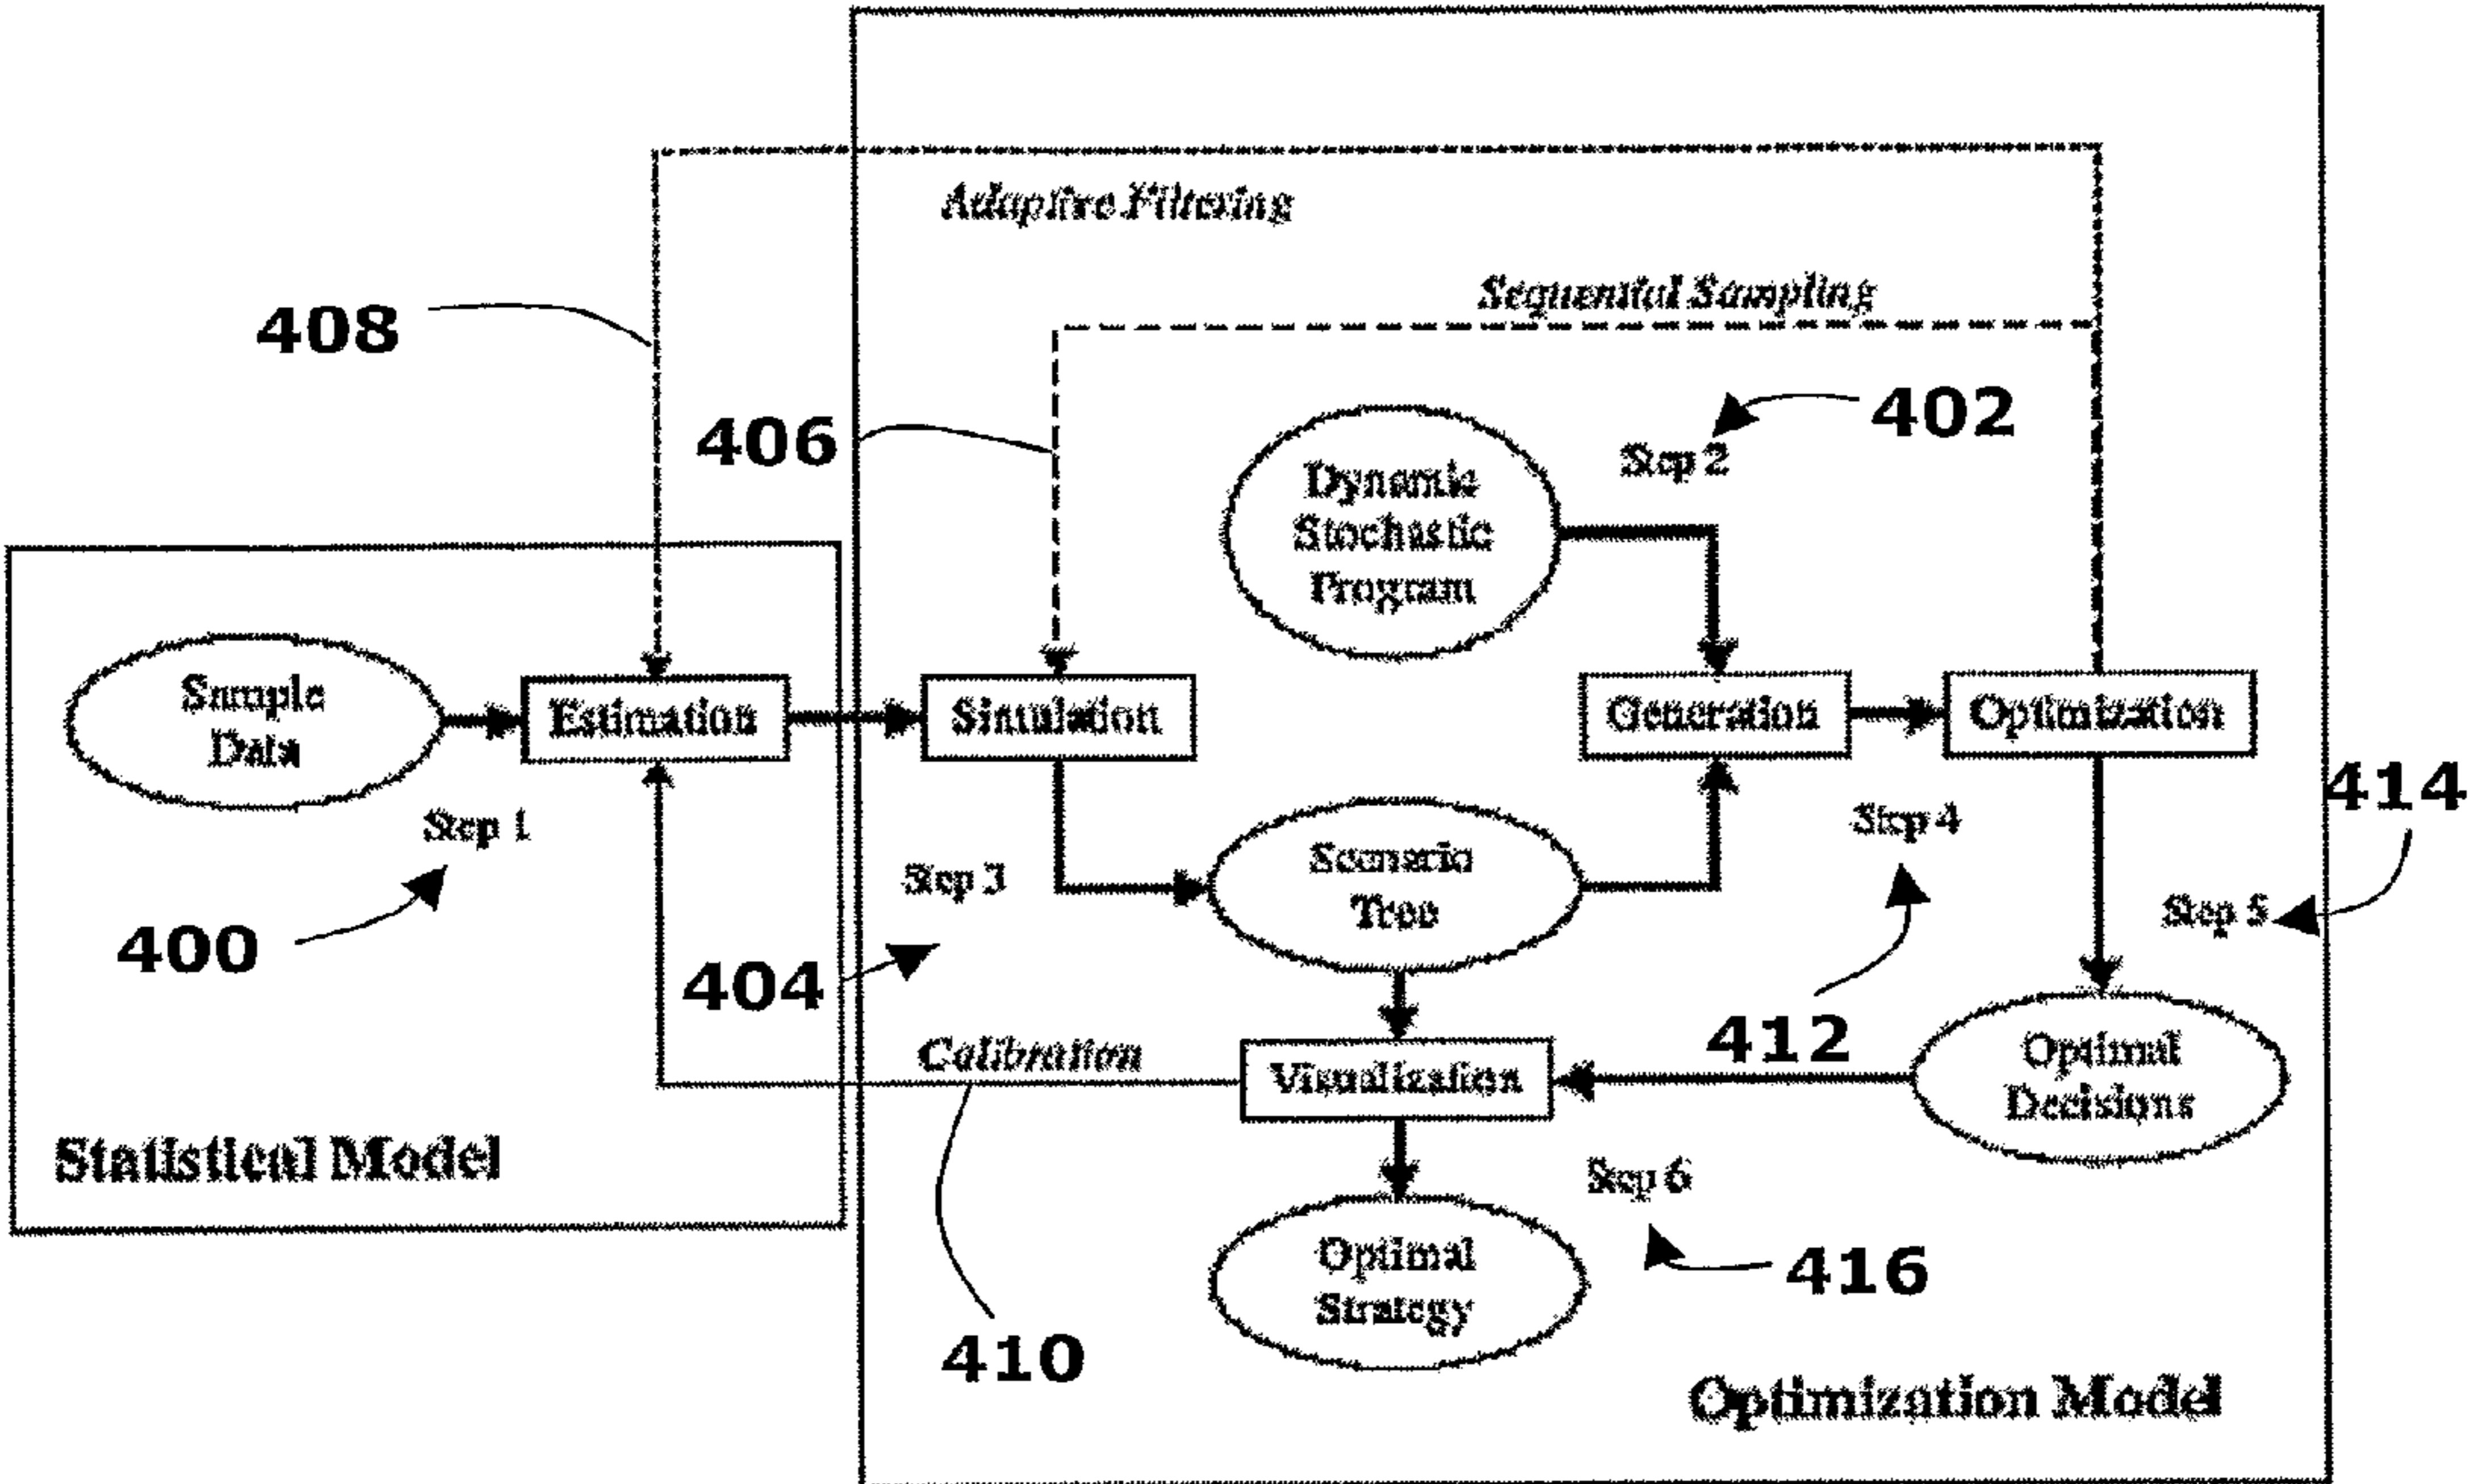 Adaptive Filtering
Sequential Sampling
408
402
406
Step 2
Dynamic
Stochastic
Program
Sample
Data
Estimation
Simulation
Generation
Optimization
414
Step 1
Step 3
Scenario
Tree
Step 4
Step 5
400
404
Calibration
Visualization
412
Optimal
Decisions
Statistical Model
Step 6
Optimal
Strategy
416
410
Optimization Model